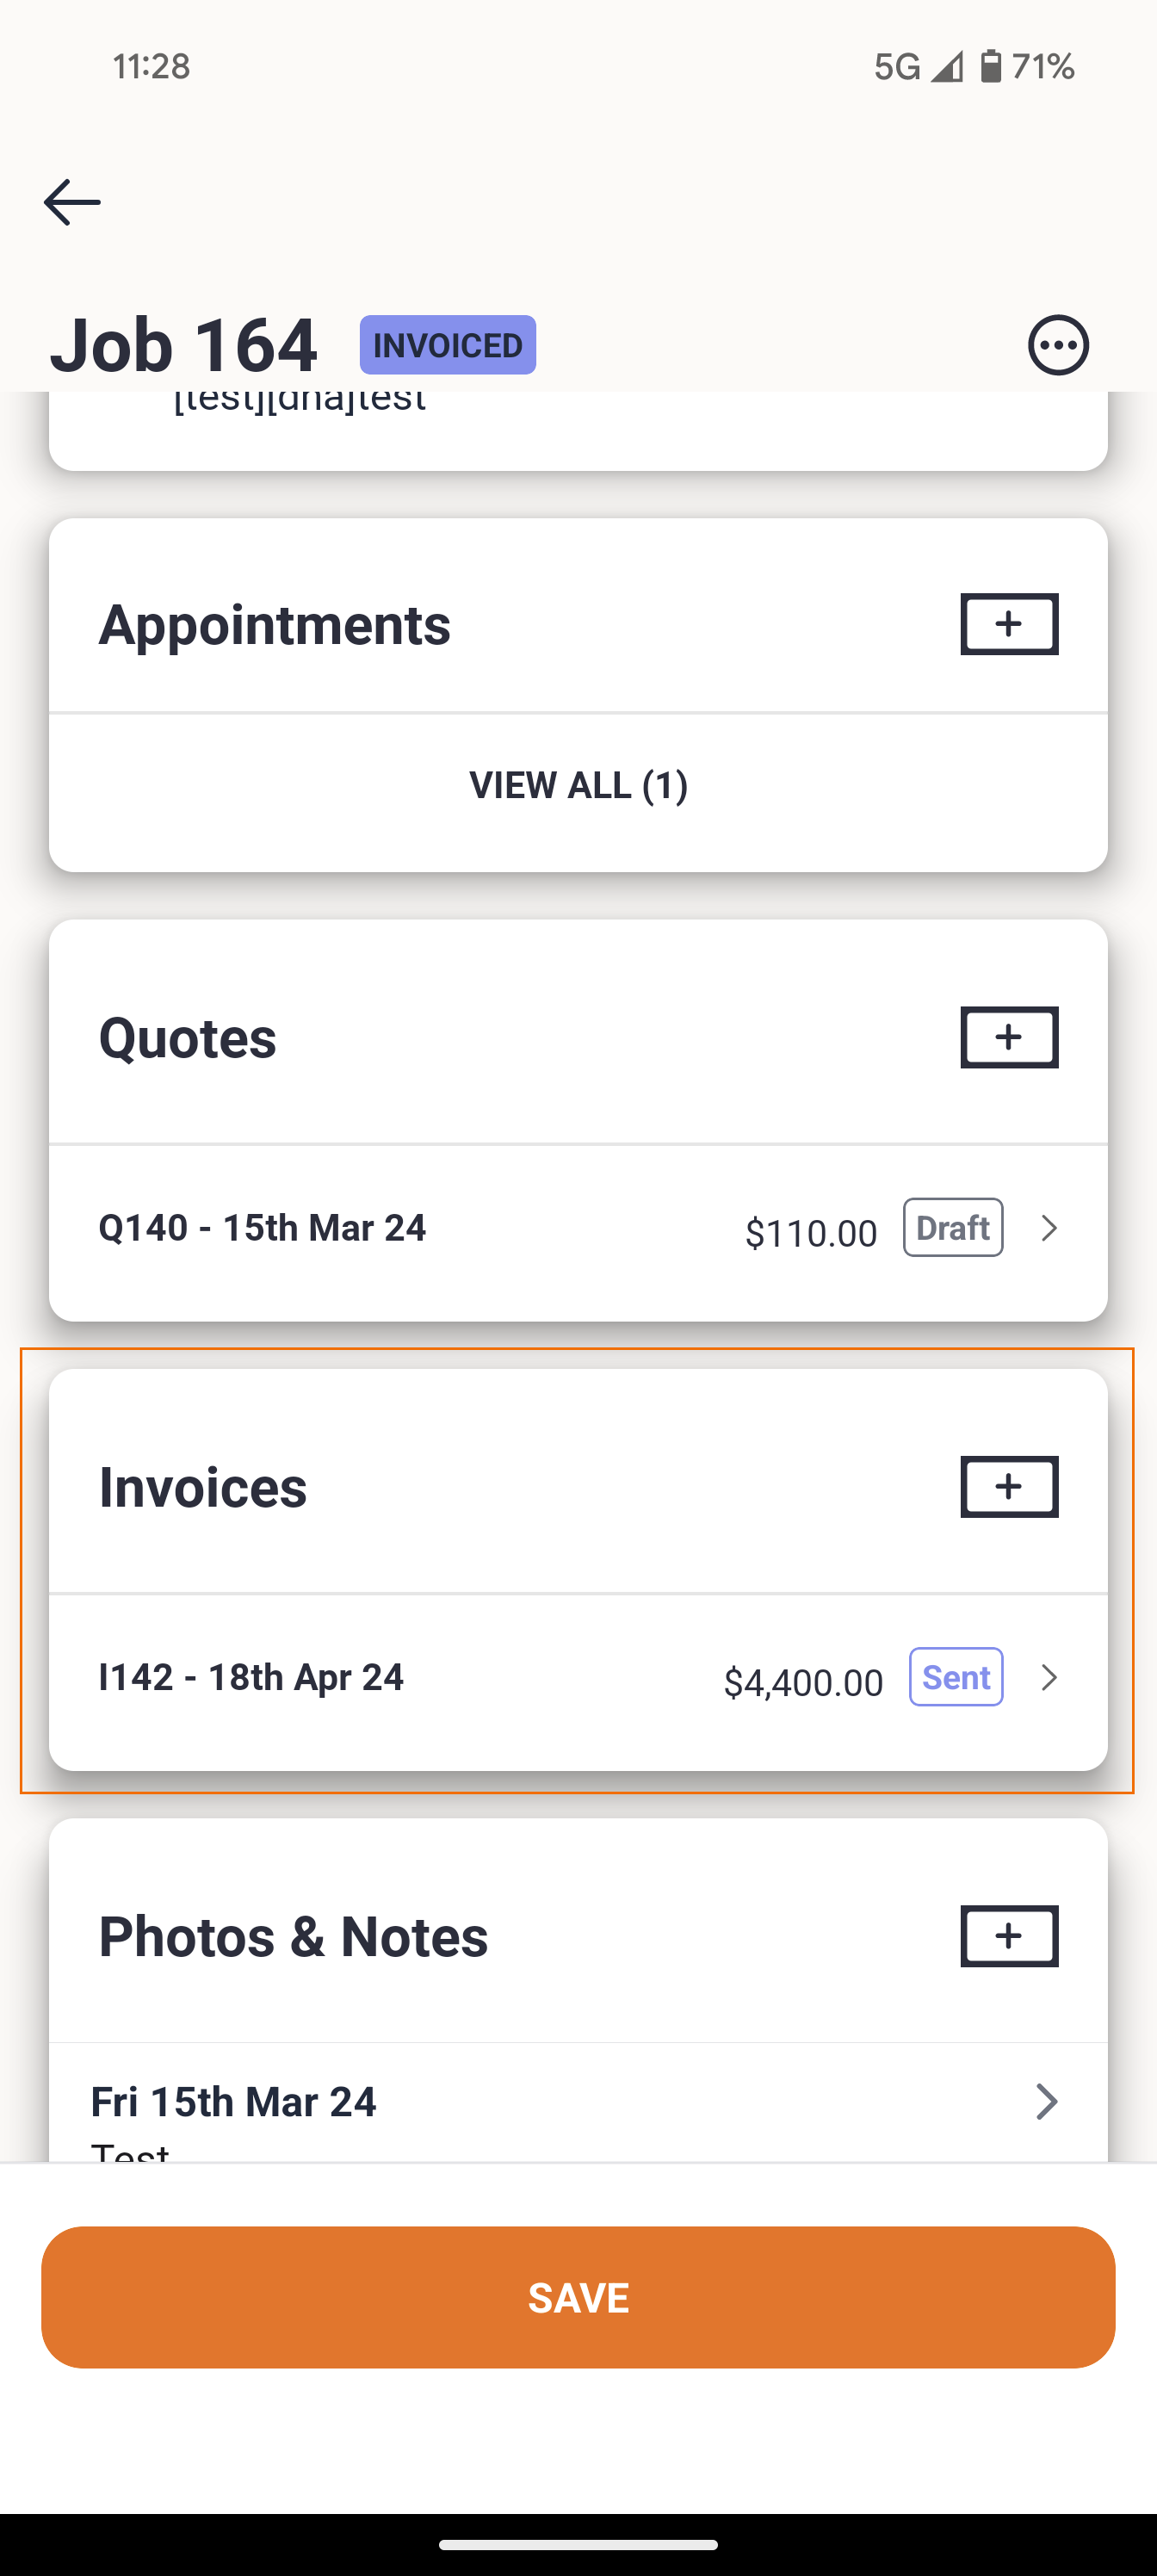 11:28 5G 71%
Job 164 INVOICED
[test][dha]test
Appointments
VIEW ALL (1)
Quotes
Q140 - 15th Mar 24 $110.00 Draft
Invoices
I142 - 18th Apr 24 $4,400.00 Sent
Photos & Notes
Fri 15th Mar 24
Test
SAVE